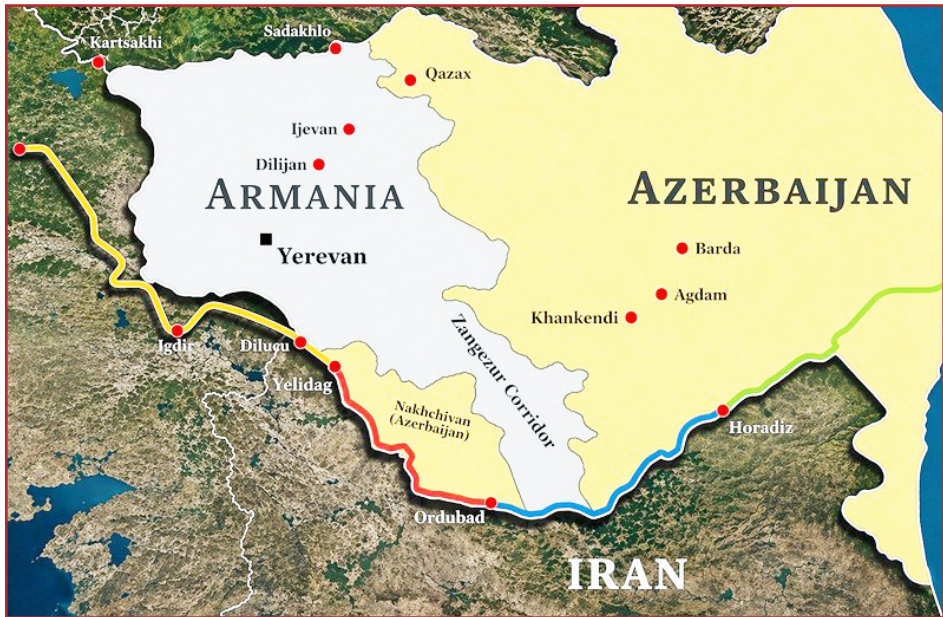 Kartsakhi
Sadakhlo
Qazax
Ijevan
Dilijan
ARMANIA
AZERBAIJAN
Yerevan
Barda
Agdam
Khankendi
Zangezur Corridor
Igdir
Dilucu
Yelidag
Nakhchivan
(Azerbaijan)
Horadiz
Ordubad
IRAN